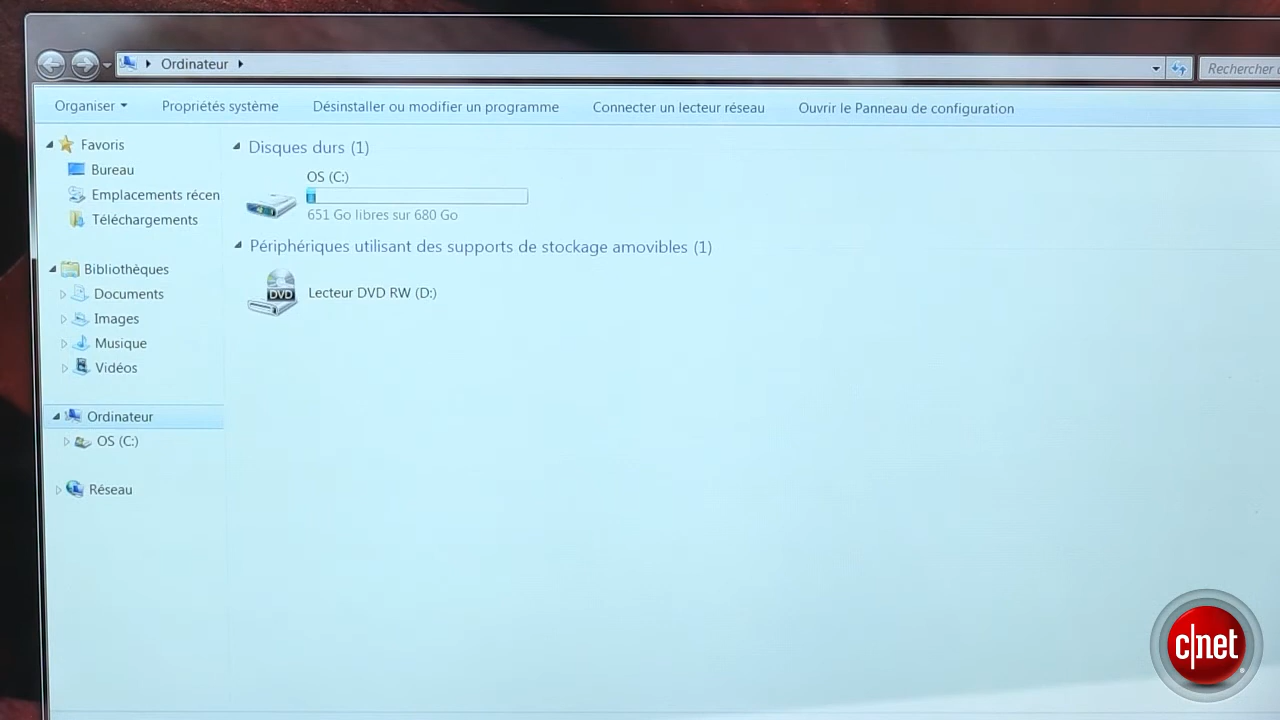 Ordinateur
Rechercher
Organiser
Propriétés système
Désinstaller ou modifier un programme
Connecter un lecteur réseau
Ouvrir le Panneau de configuration
Favoris
Bureau
Emplacements récen
Téléchargements
Bibliothèques
Documents
Images
Musique
Vidéos
Ordinateur
OS (C:)
Réseau
Disques durs (1)
OS (C:)
651 Go libres sur 680 Go
Périphériques utilisant des supports de stockage amovibles (1)
DVD
Lecteur DVD RW (D:)
c|net